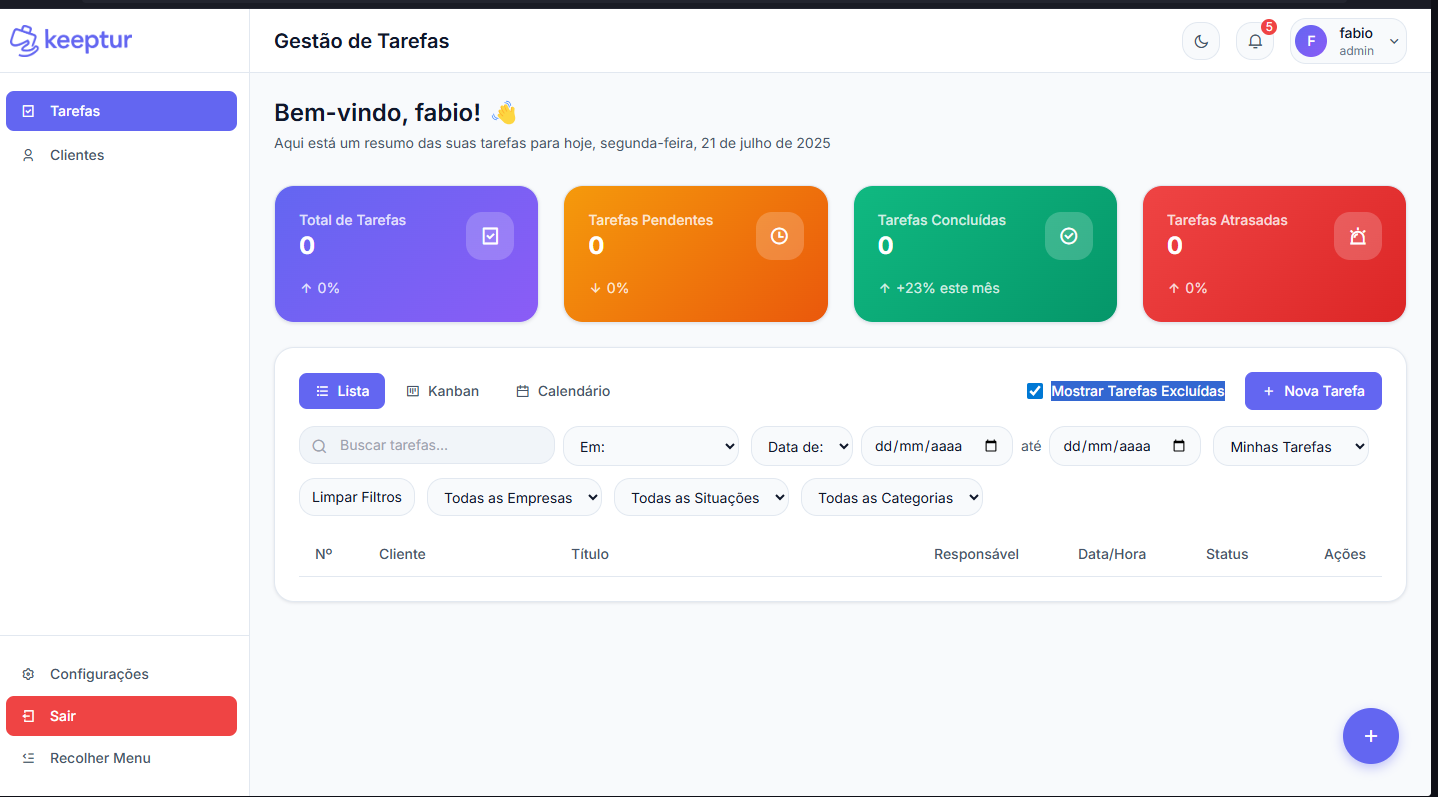 keeptur
Gestão de Tarefas
5
F
fabio
admin
Tarefas
Clientes
Bem-vindo, fabio! 👋
Aqui está um resumo das suas tarefas para hoje, segunda-feira, 21 de julho de 2025
Total de Tarefas
0
↑ 0%
Tarefas Pendentes
0
↓ 0%
Tarefas Concluídas
0
↑ +23% este mês
Tarefas Atrasadas
0
↑ 0%
Lista Kanban Calendário Mostrar Tarefas Excluídas + Nova Tarefa
Buscar tarefas... Em: Data de: dd/mm/aaaa até dd/mm/aaaa Minhas Tarefas
Limpar Filtros Todas as Empresas Todas as Situações Todas as Categorias
Nº Cliente Título Responsável Data/Hora Status Ações
Configurações
Sair
Recolher Menu
+